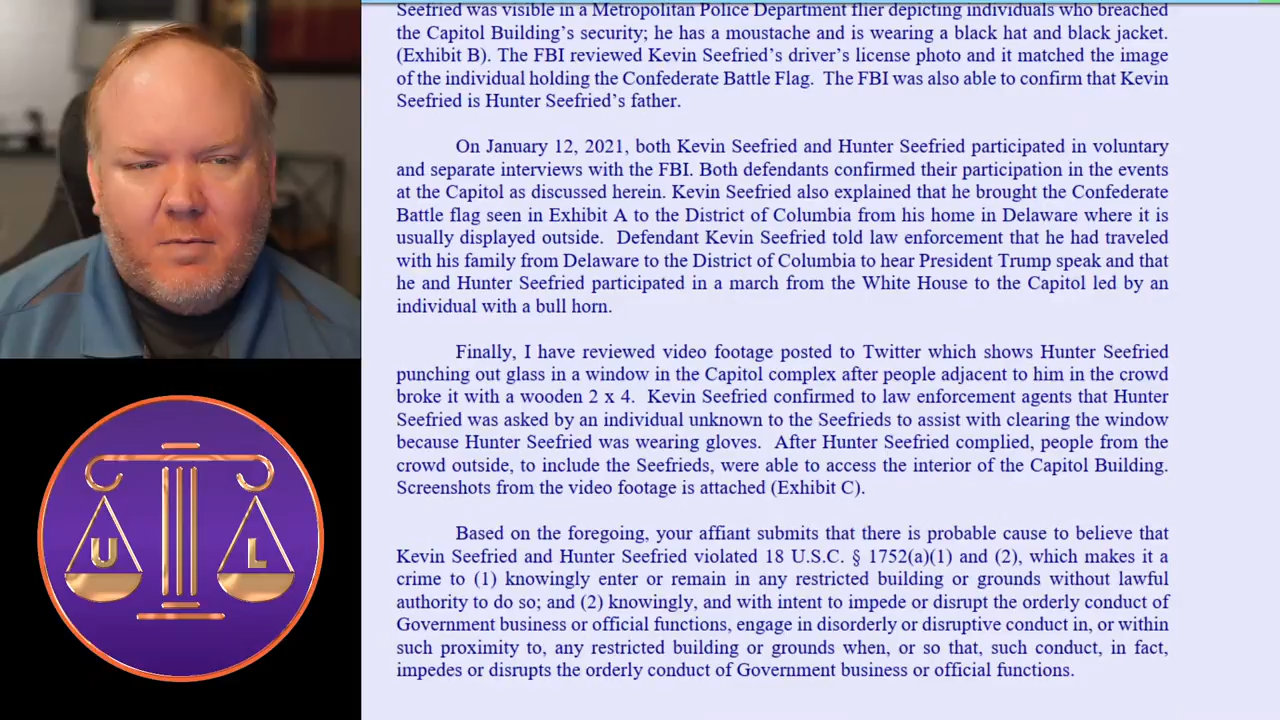 Seefried was visible in a Metropolitan Police Department flier depicting individuals who breached
the Capitol Building's security; he has a moustache and is wearing a black hat and black jacket.
(Exhibit B). The FBI reviewed Kevin Seefried's driver's license photo and it matched the image
of the individual holding the Confederate Battle Flag. The FBI was also able to confirm that Kevin
Seefried is Hunter Seefried's father.
On January 12, 2021, both Kevin Seefried and Hunter Seefried participated in voluntary
and separate interviews with the FBI. Both defendants confirmed their participation in the events
at the Capitol as discussed herein. Kevin Seefried also explained that he brought the Confederate
Battle flag seen in Exhibit A to the District of Columbia from his home in Delaware where it is
usually displayed outside. Defendant Kevin Seefried told law enforcement that he had traveled
with his family from Delaware to the District of Columbia to hear President Trump speak and that
he and Hunter Seefried participated in a march from the White House to the Capitol led by an
individual with a bull horn.
Finally, I have reviewed video footage posted to Twitter which shows Hunter Seefried
punching out glass in a window in the Capitol complex after people adjacent to him in the crowd
broke it with a wooden 2 x 4. Kevin Seefried confirmed to law enforcement agents that Hunter
Seefried was asked by an individual unknown to the Seefrieds to assist with clearing the window
because Hunter Seefried was wearing gloves. After Hunter Seefried complied, people from the
crowd outside, to include the Seefrieds, were able to access the interior of the Capitol Building.
Screenshots from the video footage is attached (Exhibit C).
Based on the foregoing, your affiant submits that there is probable cause to believe that
Kevin Seefried and Hunter Seefried violated 18 U.S.C. § 1752(a)(1) and (2), which makes it a
crime to (1) knowingly enter or remain in any restricted building or grounds without lawful
authority to do so; and (2) knowingly, and with intent to impede or disrupt the orderly conduct of
Government business or official functions, engage in disorderly or disruptive conduct in, or within
such proximity to, any restricted building or grounds when, or so that, such conduct, in fact,
impedes or disrupts the orderly conduct of Government business or official functions.
U L